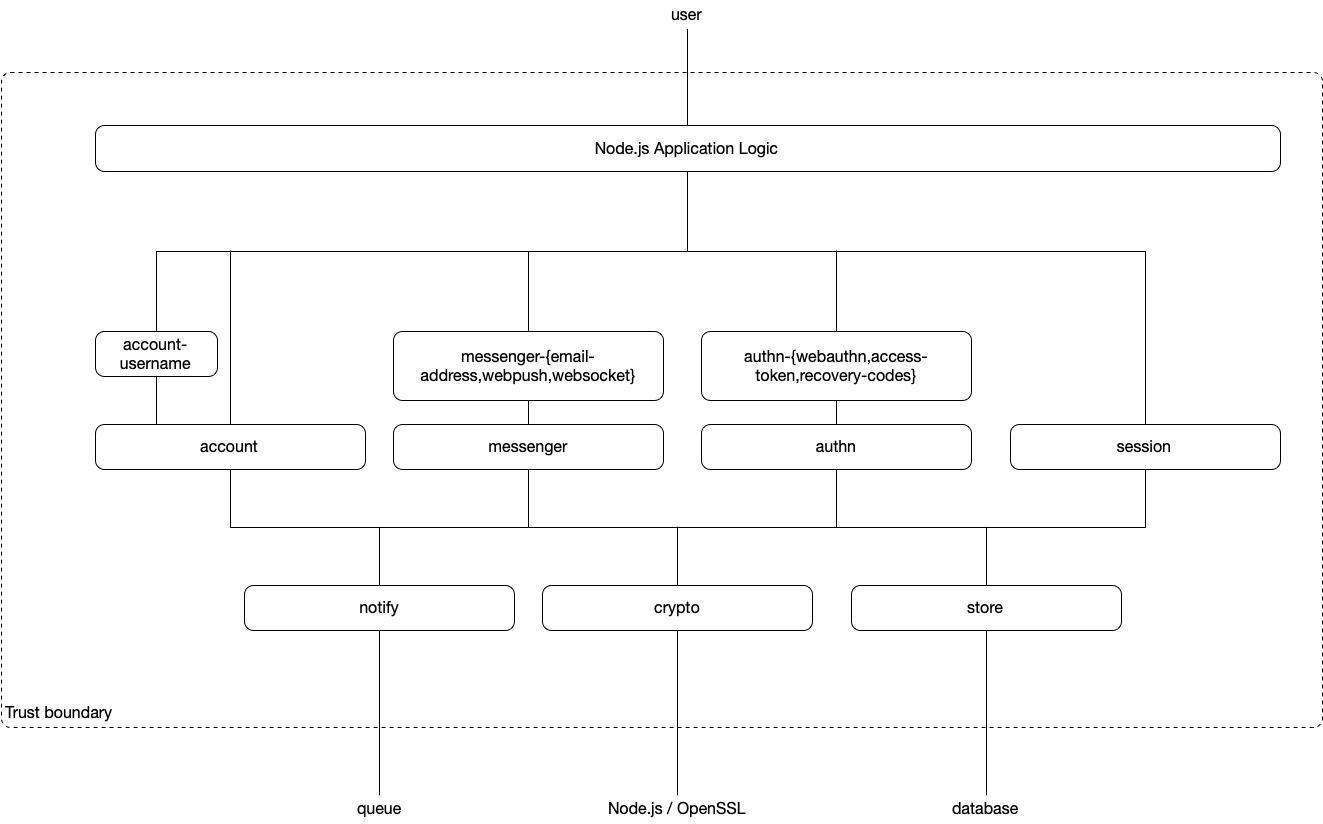 user
Node.js Application Logic
account-
username
messenger-{email-
address,webpush,websocket}
authn-{webauthn,access-
token,recovery-codes}
account
messenger
authn
session
notify
crypto
store
Trust boundary
queue
Node.js / OpenSSL
database